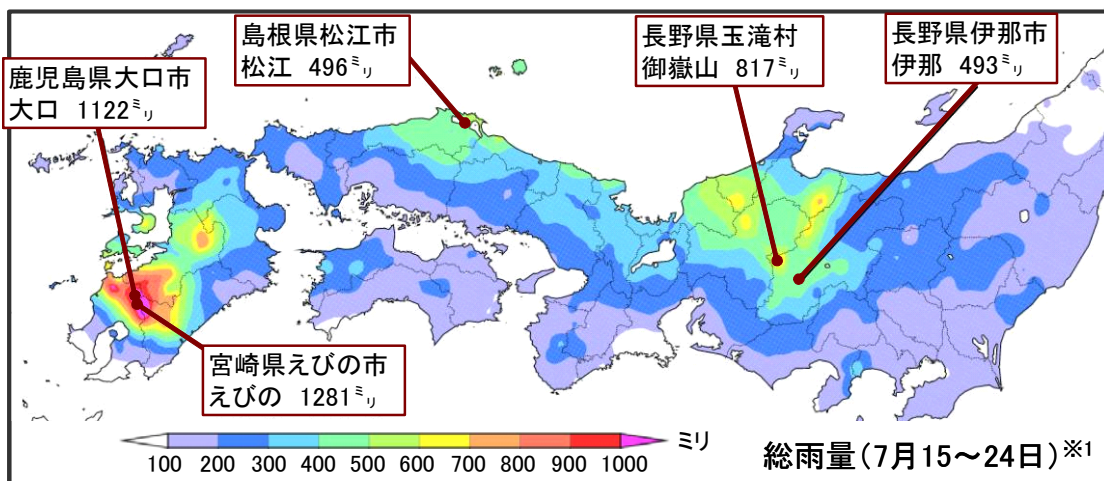 鹿児島県大口市
大口 1122ミリ
島根県松江市
松江 496ミリ
長野県玉滝村
御嶽山 817ミリ
長野県伊那市
伊那 493ミリ
宮崎県えびの市
えびの 1281ミリ
ミリ
100 200 300 400 500 600 700 800 900 1000
総雨量(7月15~24日)※1